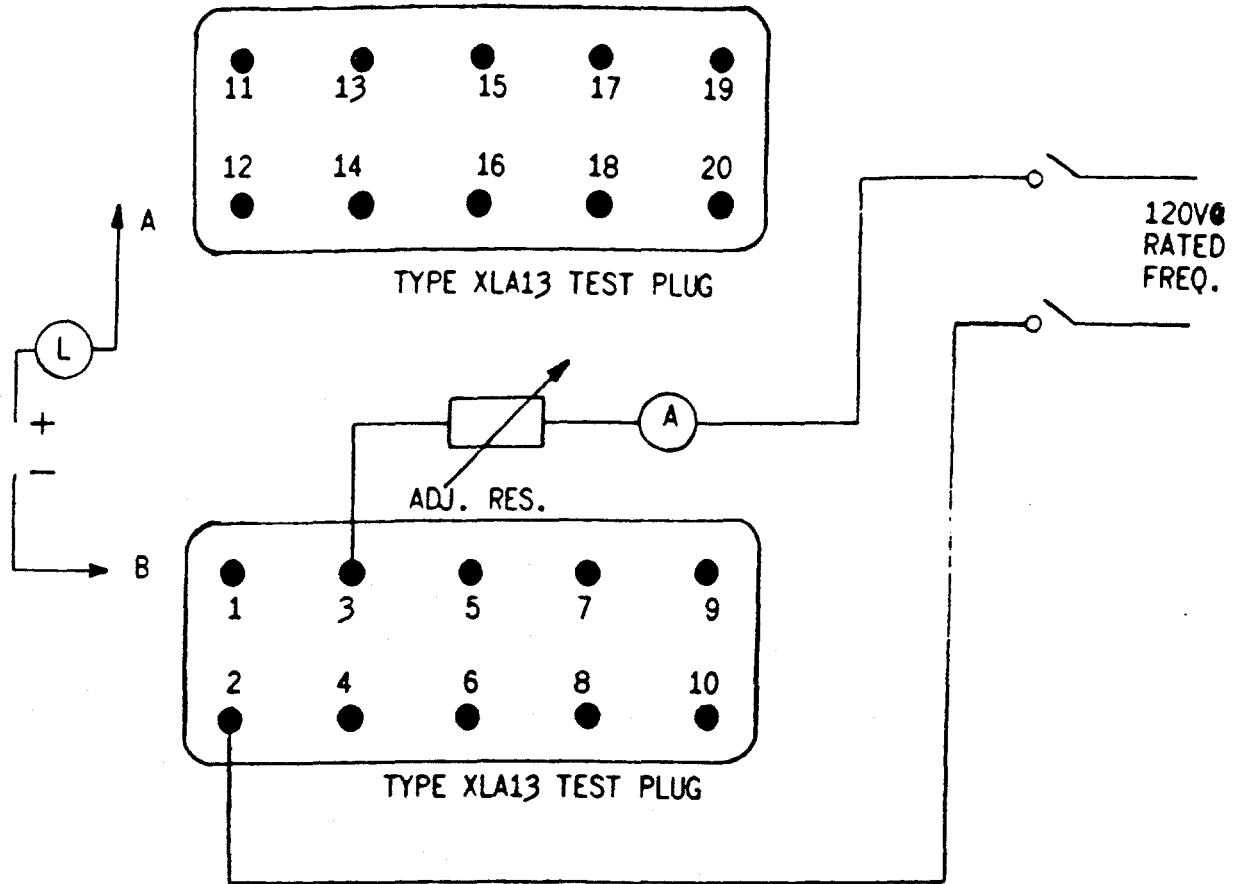 11 13 15 17 19
12 14 16 18 20
TYPE XLA13 TEST PLUG
A
L
+
−
B
120V@
RATED
FREQ.
A
ADJ. RES.
1 3 5 7 9
2 4 6 8 10
TYPE XLA13 TEST PLUG